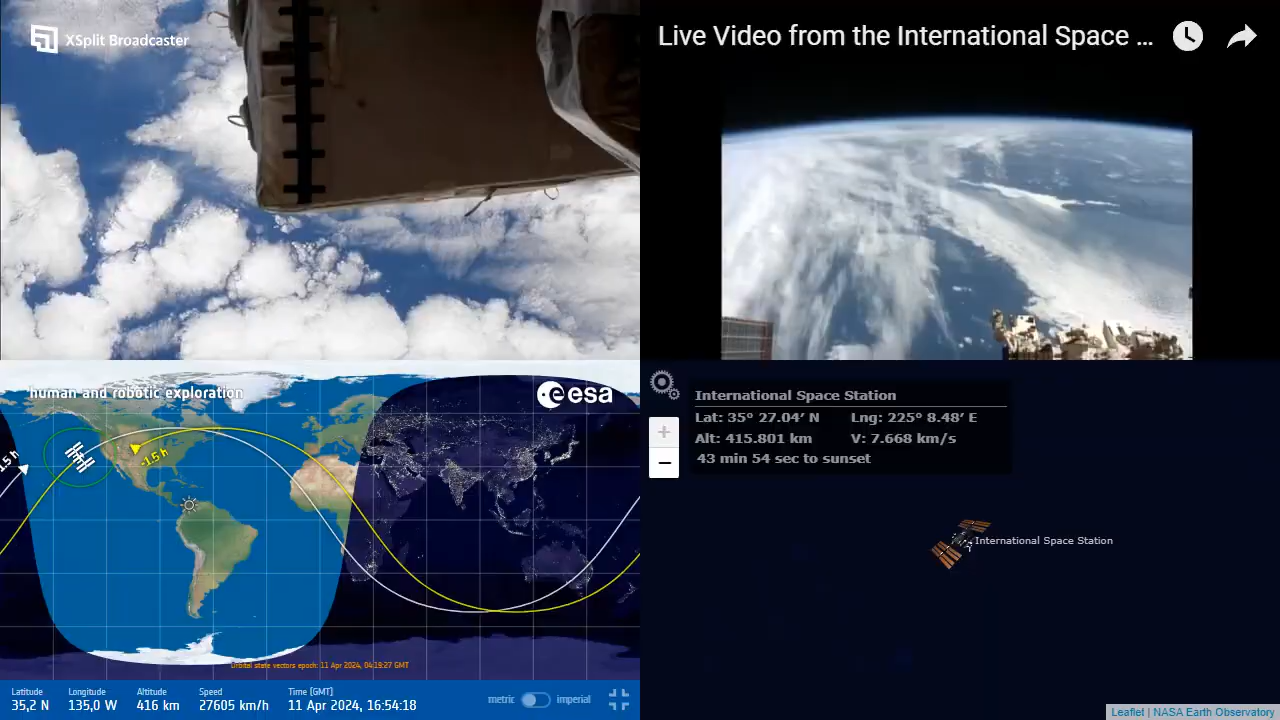 XSplit Broadcaster
Live Video from the International Space ...
human and robotic exploration
esa
-1.5 h
Orbital state vectors epoch: 11 Apr 2024, 04:19:27 GMT
Latitude
35,2 N
Longitude
135,0 W
Altitude
416 km
Speed
27605 km/h
Time [GMT]
11 Apr 2024, 16:54:18
metric
imperial
International Space Station
Lat: 35° 27.04′ N
Lng: 225° 8.48′ E
Alt: 415.801 km
V: 7.668 km/s
43 min 54 sec to sunset
+
−
International Space Station
Leaflet | NASA Earth Observatory